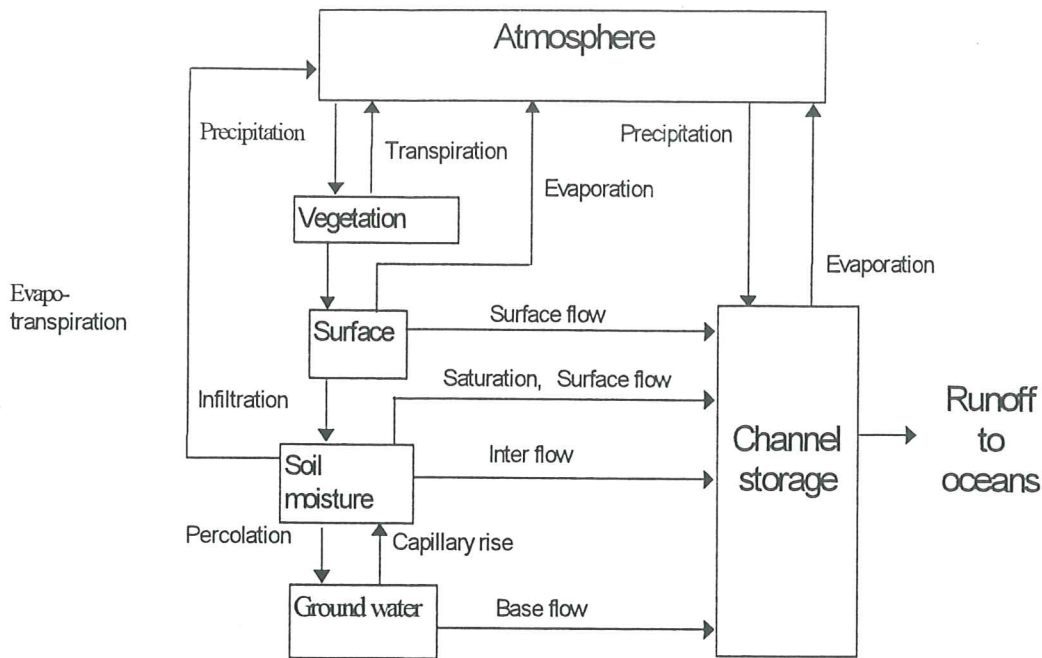 Atmosphere
Precipitation
Transpiration
Precipitation
Evaporation
Vegetation
Evaporation
Evapo-
transpiration
Surface flow
Surface
Saturation, Surface flow
Infiltration
Runoff
to
oceans
Channel
storage
Inter flow
Soil
moisture
Percolation
Capillary rise
Ground water
Base flow